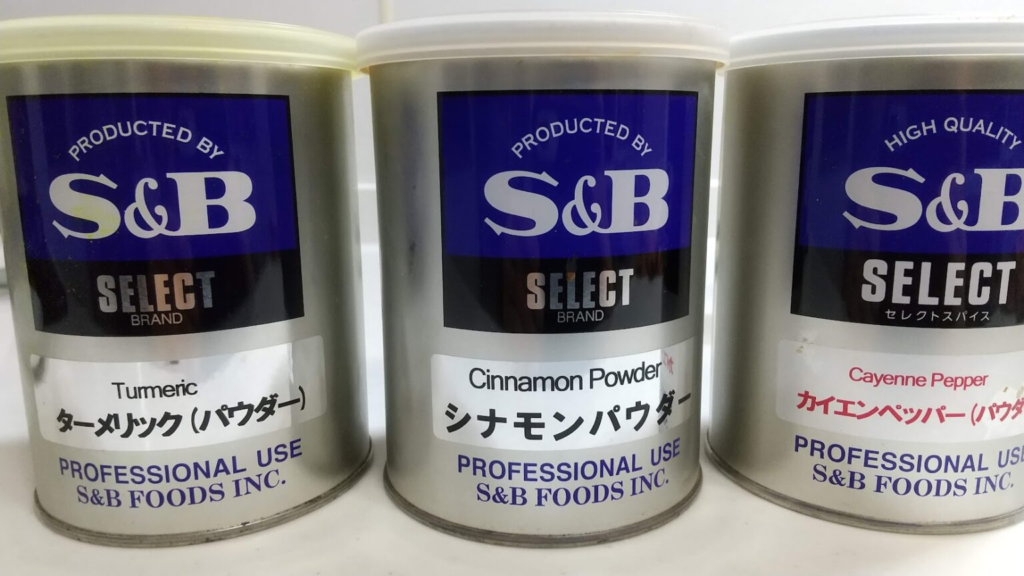 PRODUCTED BY
S&B
SELECT
BRAND
Turmeric
ターメリック(パウダー)
PROFESSIONAL USE
S&B FOODS INC.
PRODUCTED BY
S&B
SELECT
BRAND
Cinnamon Powder
シナモンパウダー
PROFESSIONAL USE
S&B FOODS INC.
HIGH QUALITY
S&B
SELECT
セレクトスパイス
Cayenne Pepper
カイエンペッパー(パウダ
PROFESSIONAL USE
S&B FOODS INC.